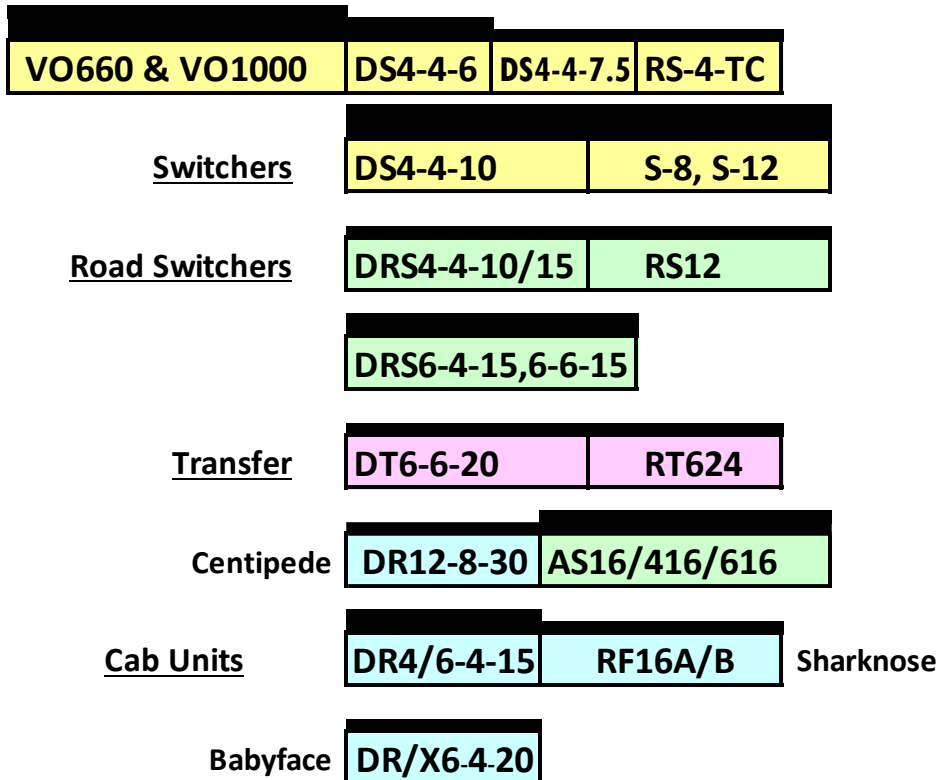 VO660 & VO1000 DS4-4-6 DS4-4-7.5 RS-4-TC
Switchers DS4-4-10 S-8, S-12
Road Switchers DRS4-4-10/15 RS12
DRS6-4-15,6-6-15
Transfer DT6-6-20 RT624
Centipede DR12-8-30 AS16/416/616
Cab Units DR4/6-4-15 RF16A/B Sharknose
Babyface DR/X6-4-20